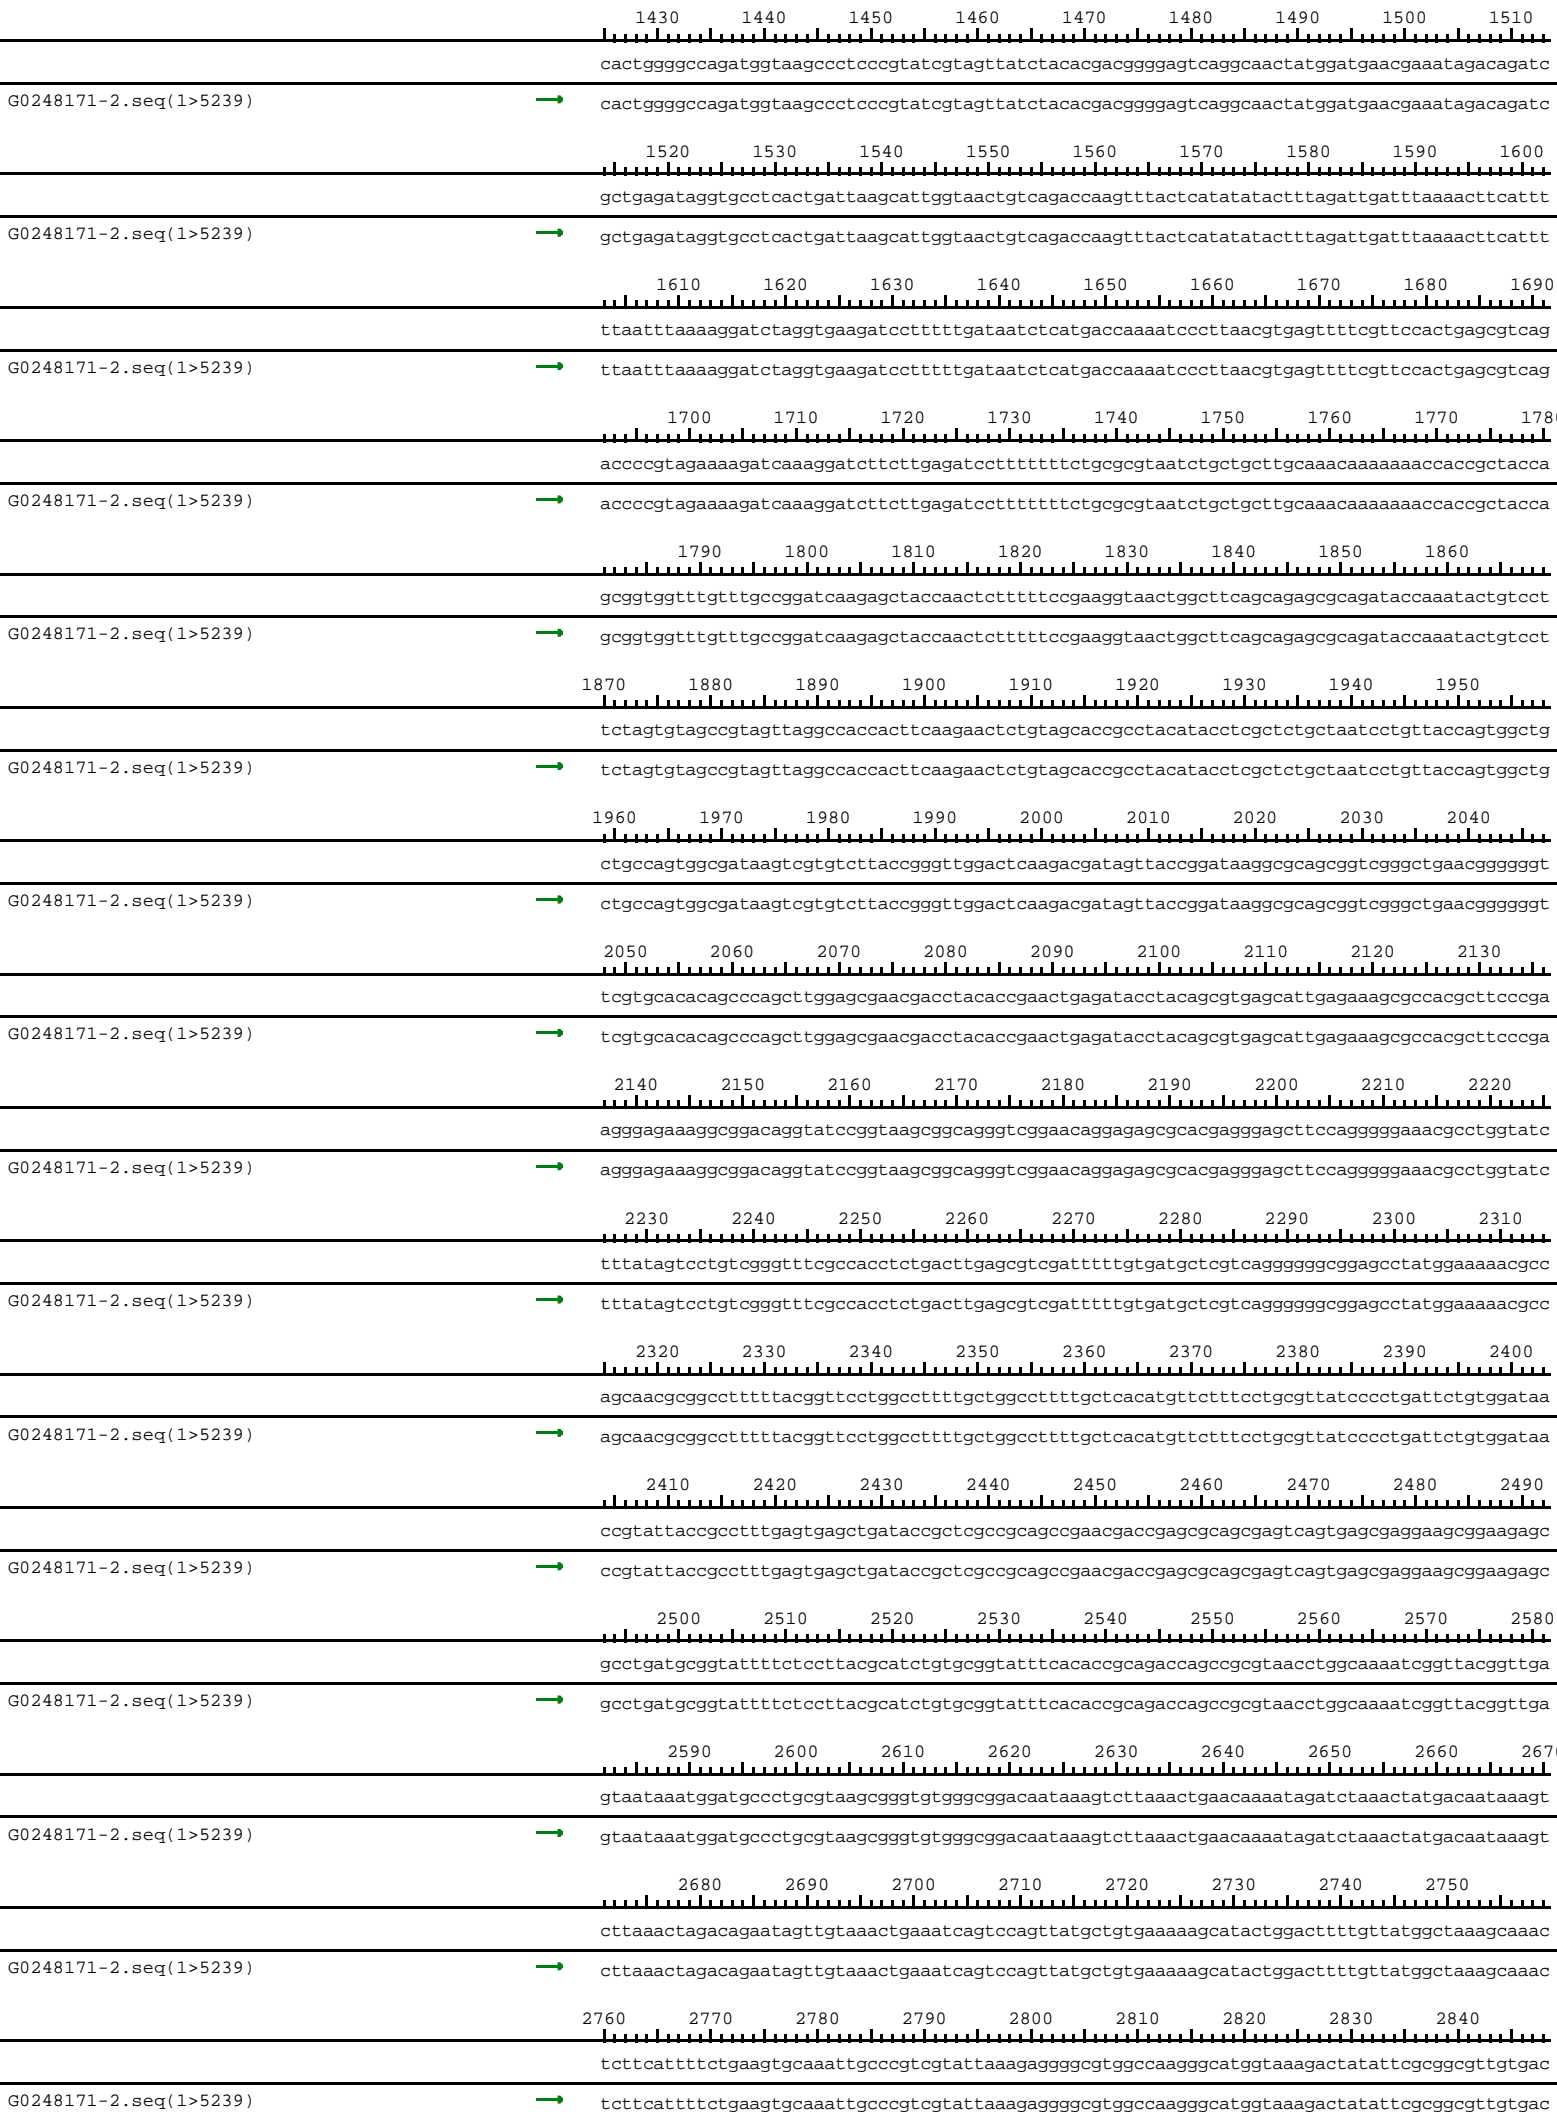 1430 1440 1450 1460 1470 1480 1490 1500 1510
cactggggccagatggtaagccctcccgtatcgtagttatctacacgacggggagtcaggcaactatggatgaacgaaatagacagatc
G0248171-2.seq(1>5239) cactggggccagatggtaagccctcccgtatcgtagttatctacacgacggggagtcaggcaactatggatgaacgaaatagacagatc
1520 1530 1540 1550 1560 1570 1580 1590 1600
gctgagataggtgcctcactgattaagcattggtaactgtcagaccaagtttactcatatatactttagattgatttaaaacttcattt
G0248171-2.seq(1>5239) gctgagataggtgcctcactgattaagcattggtaactgtcagaccaagtttactcatatatactttagattgatttaaaacttcattt
1610 1620 1630 1640 1650 1660 1670 1680 1690
ttaatttaaaaggatctaggtgaagatcctttttgataatctcatgaccaaaatcccttaacgtgagttttcgttccactgagcgtcag
G0248171-2.seq(1>5239) ttaatttaaaaggatctaggtgaagatcctttttgataatctcatgaccaaaatcccttaacgtgagttttcgttccactgagcgtcag
1700 1710 1720 1730 1740 1750 1760 1770 1780
accccgtagaaaagatcaaaggatcttcttgagatcctttttttctgcgcgtaatctgctgcttgcaaacaaaaaaaccaccgctacca
G0248171-2.seq(1>5239) accccgtagaaaagatcaaaggatcttcttgagatcctttttttctgcgcgtaatctgctgcttgcaaacaaaaaaaccaccgctacca
1790 1800 1810 1820 1830 1840 1850 1860
gcggtggtttgtttgccggatcaagagctaccaactctttttccgaaggtaactggcttcagcagagcgcagataccaaatactgtcct
G0248171-2.seq(1>5239) gcggtggtttgtttgccggatcaagagctaccaactctttttccgaaggtaactggcttcagcagagcgcagataccaaatactgtcct
1870 1880 1890 1900 1910 1920 1930 1940 1950
tctagtgtagccgtagttaggccaccacttcaagaactctgtagcaccgcctacatacctcgctctgctaatcctgttaccagtggctg
G0248171-2.seq(1>5239) tctagtgtagccgtagttaggccaccacttcaagaactctgtagcaccgcctacatacctcgctctgctaatcctgttaccagtggctg
1960 1970 1980 1990 2000 2010 2020 2030 2040
ctgccagtggcgataagtcgtgtcttaccgggttggactcaagacgatagttaccggataaggcgcagcggtcgggctgaacggggggt
G0248171-2.seq(1>5239) ctgccagtggcgataagtcgtgtcttaccgggttggactcaagacgatagttaccggataaggcgcagcggtcgggctgaacggggggt
2050 2060 2070 2080 2090 2100 2110 2120 2130
tcgtgcacacagcccagcttggagcgaacgacctacaccgaactgagatacctacagcgtgagcattgagaaagcgccacgcttcccga
G0248171-2.seq(1>5239) tcgtgcacacagcccagcttggagcgaacgacctacaccgaactgagatacctacagcgtgagcattgagaaagcgccacgcttcccga
2140 2150 2160 2170 2180 2190 2200 2210 2220
agggagaaaggcggacaggtatccggtaagcggcagggtcggaacaggagagcgcacgagggagcttccagggggaaacgcctggtatc
G0248171-2.seq(1>5239) agggagaaaggcggacaggtatccggtaagcggcagggtcggaacaggagagcgcacgagggagcttccagggggaaacgcctggtatc
2230 2240 2250 2260 2270 2280 2290 2300 2310
tttatagtcctgtcgggtttcgccacctctgacttgagcgtcgatttttgtgatgctcgtcaggggggcggagcctatggaaaaacgcc
G0248171-2.seq(1>5239) tttatagtcctgtcgggtttcgccacctctgacttgagcgtcgatttttgtgatgctcgtcaggggggcggagcctatggaaaaacgcc
2320 2330 2340 2350 2360 2370 2380 2390 2400
agcaacgcggcctttttacggttcctggccttttgctggccttttgctcacatgttctttcctgcgttatcccctgattctgtggataa
G0248171-2.seq(1>5239) agcaacgcggcctttttacggttcctggccttttgctggccttttgctcacatgttctttcctgcgttatcccctgattctgtggataa
2410 2420 2430 2440 2450 2460 2470 2480 2490
ccgtattaccgcctttgagtgagctgataccgctcgccgcagccgaacgaccgagcgcagcgagtcagtgagcgaggaagcggaagagc
G0248171-2.seq(1>5239) ccgtattaccgcctttgagtgagctgataccgctcgccgcagccgaacgaccgagcgcagcgagtcagtgagcgaggaagcggaagagc
2500 2510 2520 2530 2540 2550 2560 2570 2580
gcctgatgcggtattttctccttacgcatctgtgcggtatttcacaccgcagaccagccgcgtaacctggcaaaatcggttacggttga
G0248171-2.seq(1>5239) gcctgatgcggtattttctccttacgcatctgtgcggtatttcacaccgcagaccagccgcgtaacctggcaaaatcggttacggttga
2590 2600 2610 2620 2630 2640 2650 2660 267
gtaataaatggatgccctgcgtaagcgggtgtgggcggacaataaagtcttaaactgaacaaaatagatctaaactatgacaataaagt
G0248171-2.seq(1>5239) gtaataaatggatgccctgcgtaagcgggtgtgggcggacaataaagtcttaaactgaacaaaatagatctaaactatgacaataaagt
2680 2690 2700 2710 2720 2730 2740 2750
cttaaactagacagaatagttgtaaactgaaatcagtccagttatgctgtgaaaaagcatactggacttttgttatggctaaagcaaac
G0248171-2.seq(1>5239) cttaaactagacagaatagttgtaaactgaaatcagtccagttatgctgtgaaaaagcatactggacttttgttatggctaaagcaaac
2760 2770 2780 2790 2800 2810 2820 2830 2840
tcttcattttctgaagtgcaaattgcccgtcgtattaaagaggggcgtggccaagggcatggtaaagactatattcgcggcgttgtgac
G0248171-2.seq(1>5239) tcttcattttctgaagtgcaaattgcccgtcgtattaaagaggggcgtggccaagggcatggtaaagactatattcgcggcgttgtgac